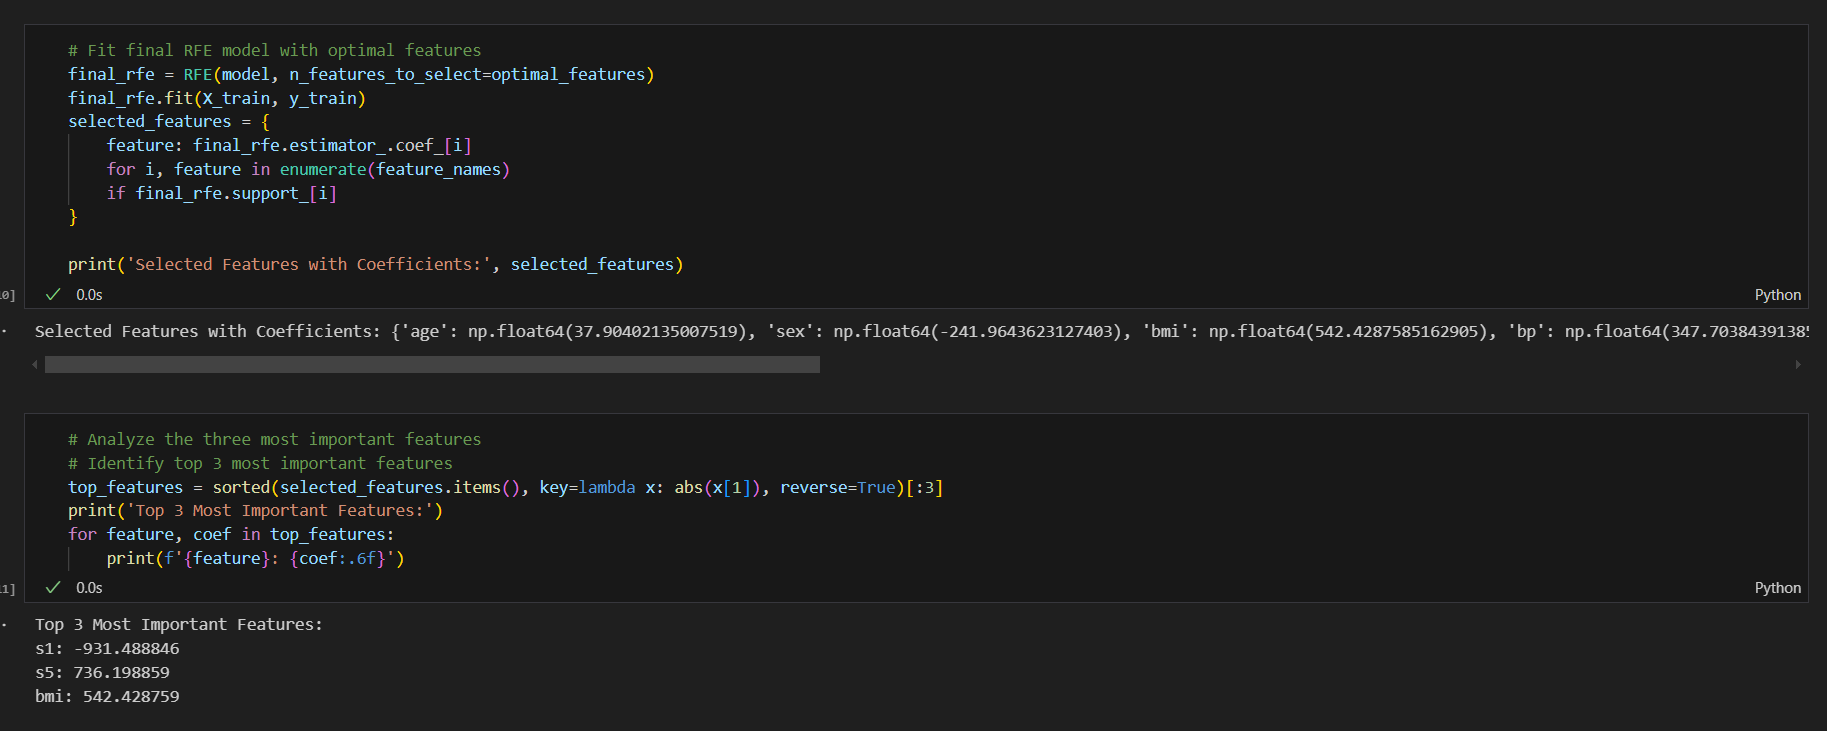 # Fit final RFE model with optimal features
final_rfe = RFE(model, n_features_to_select=optimal_features)
final_rfe.fit(X_train, y_train)
selected_features = {
    feature: final_rfe.estimator_.coef_[i]
    for i, feature in enumerate(feature_names)
    if final_rfe.support_[i]
}
print('Selected Features with Coefficients:', selected_features)
0.0s
Python
Selected Features with Coefficients: {'age': np.float64(37.90402135007519), 'sex': np.float64(-241.9643623127403), 'bmi': np.float64(542.4287585162905), 'bp': np.float64(347.70384391385
# Analyze the three most important features
# Identify top 3 most important features
top_features = sorted(selected_features.items(), key=lambda x: abs(x[1]), reverse=True)[:3]
print('Top 3 Most Important Features:')
for feature, coef in top_features:
    print(f'{feature}: {coef:.6f}')
0.0s
Python
Top 3 Most Important Features:
s1: -931.488846
s5: 736.198859
bmi: 542.428759